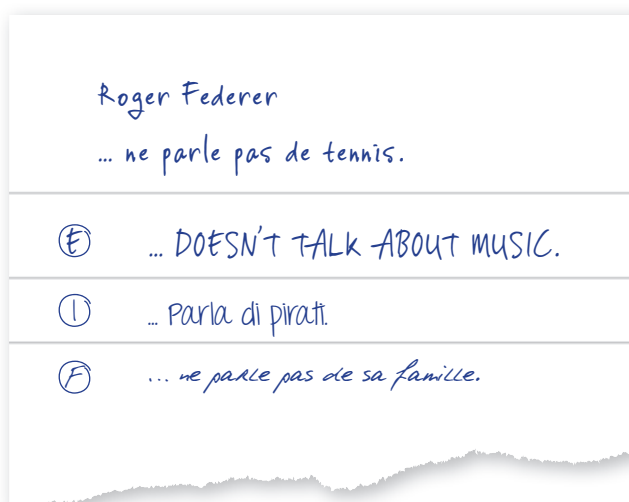 Roger Federer
... ne parle pas de tennis.
E ... DOESN'T TALK ABOUT MUSIC.
I ... Parla di pirati.
F ... ne parle pas de sa famille.